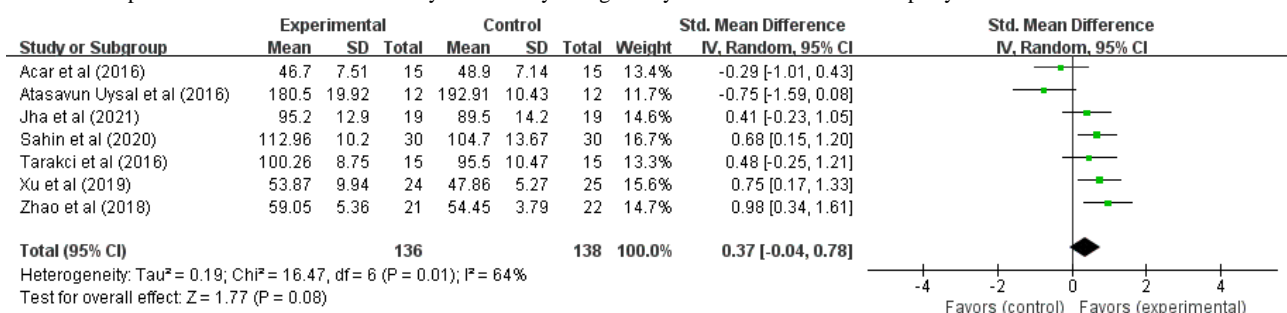 Experimental Control Std. Mean Difference Std. Mean Difference
Study or Subgroup Mean SD Total Mean SD Total Weight IV, Random, 95% CI IV, Random, 95% CI
Acar et al (2016) 46.7 7.51 15 48.9 7.14 15 13.4% -0.29 [-1.01, 0.43]
Atasavun Uysal et al (2016) 180.5 19.92 12 192.91 10.43 12 11.7% -0.75 [-1.59, 0.08]
Jha et al (2021) 95.2 12.9 19 89.5 14.2 19 14.6% 0.41 [-0.23, 1.05]
Sahin et al (2020) 112.96 10.2 30 104.7 13.67 30 16.7% 0.68 [0.15, 1.20]
Tarakci et al (2016) 100.26 8.75 15 95.5 10.47 15 13.3% 0.48 [-0.25, 1.21]
Xu et al (2019) 53.87 9.94 24 47.86 5.27 25 15.6% 0.75 [0.17, 1.33]
Zhao et al (2018) 59.05 5.36 21 54.45 3.79 22 14.7% 0.98 [0.34, 1.61]
Total (95% CI) 136 138 100.0% 0.37 [-0.04, 0.78]
Heterogeneity: Tau² = 0.19; Chi² = 16.47, df = 6 (P = 0.01); I² = 64%
Test for overall effect: Z = 1.77 (P = 0.08)
-4 -2 0 2 4
Favors (control) Favors (experimental)